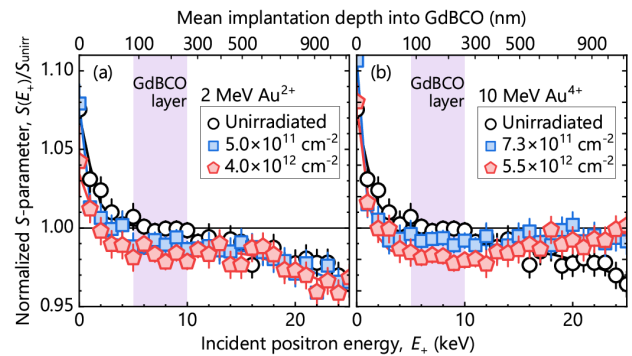 Mean implantation depth into GdBCO (nm)
0 100 300 500 900 0 100 300 500 900
Normalized S-parameter, S(E₊)/Sunirr
1.10
1.05
1.00
0.95
(a)
GdBCO
layer
2 MeV Au²⁺
Unirradiated
5.0×10¹¹ cm⁻²
4.0×10¹² cm⁻²
(b)
GdBCO
layer
10 MeV Au⁴⁺
Unirradiated
7.3×10¹¹ cm⁻²
5.5×10¹² cm⁻²
0 10 20 0 10 20
Incident positron energy, E₊ (keV)